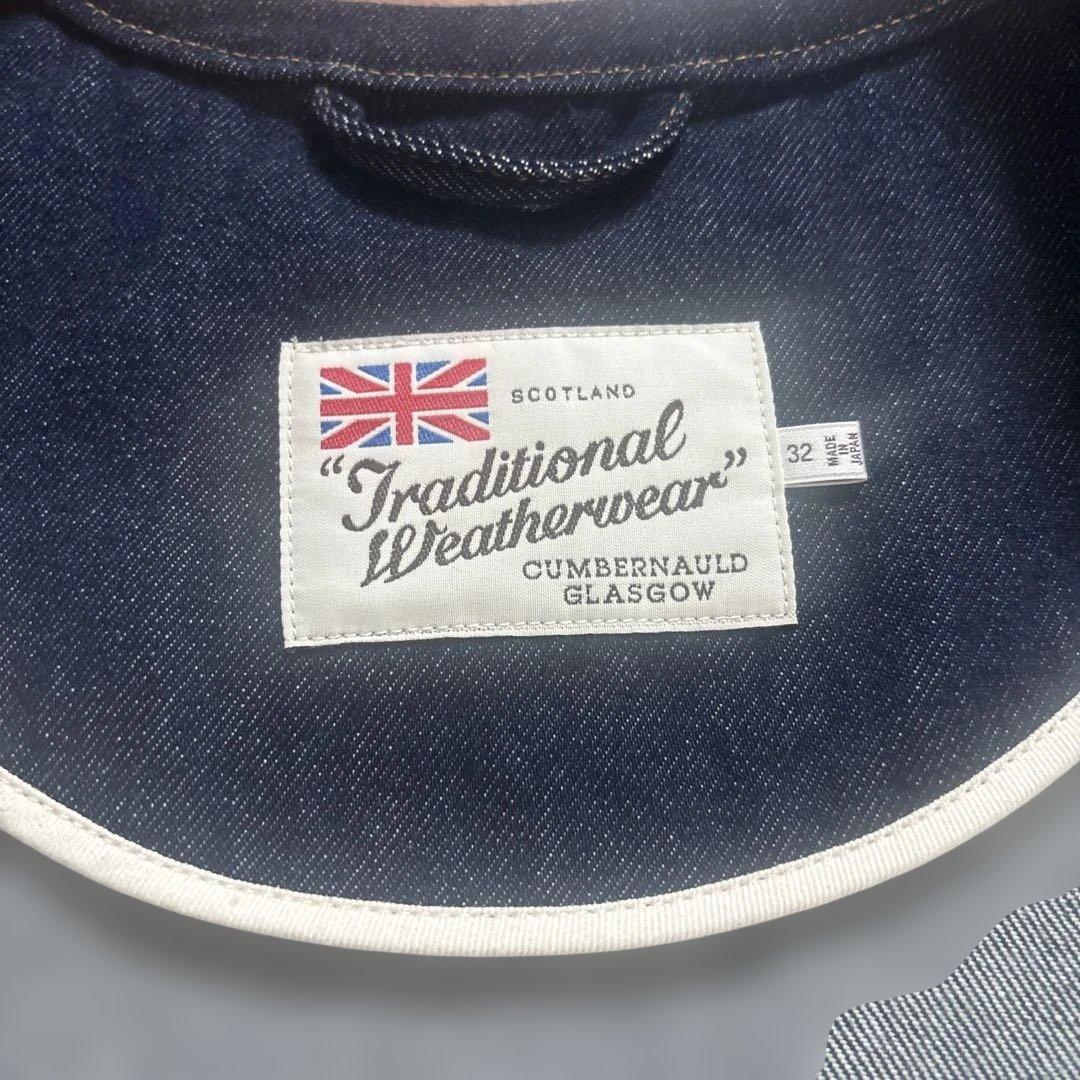 SCOTLAND
“Traditional
Weatherwear”
CUMBERNAULD
GLASGOW
32
MADE
IN
JAPAN